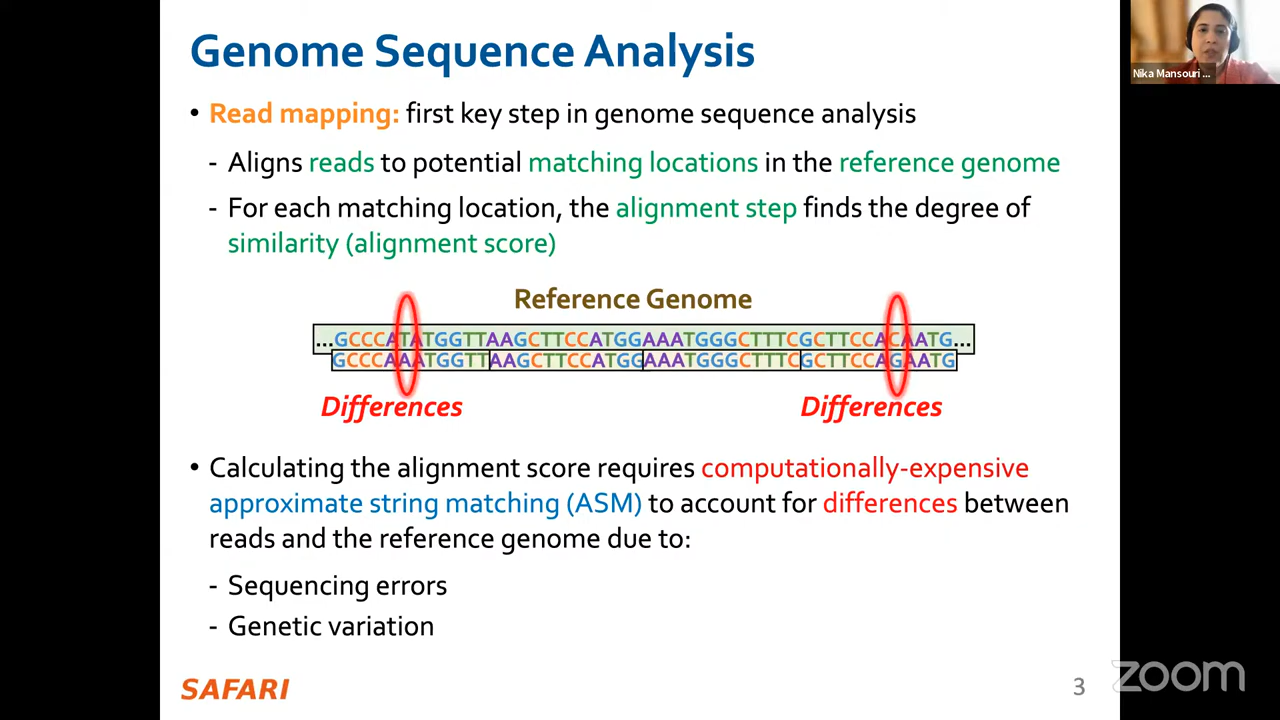 Genome Sequence Analysis
Nika Mansouri ...
• Read mapping: first key step in genome sequence analysis
- Aligns reads to potential matching locations in the reference genome
- For each matching location, the alignment step finds the degree of
similarity (alignment score)
Reference Genome
...GCCCATATGGTTAAGCTTCCATGGAAATGGGCTTTCGCTTCCACAATG...
GCCCAAATGGTTAAGCTTCCATGGAAATGGGCTTTCGCTTCCAGAATG
Differences Differences
• Calculating the alignment score requires computationally-expensive
approximate string matching (ASM) to account for differences between
reads and the reference genome due to:
- Sequencing errors
- Genetic variation
SAFARI
3
zoom